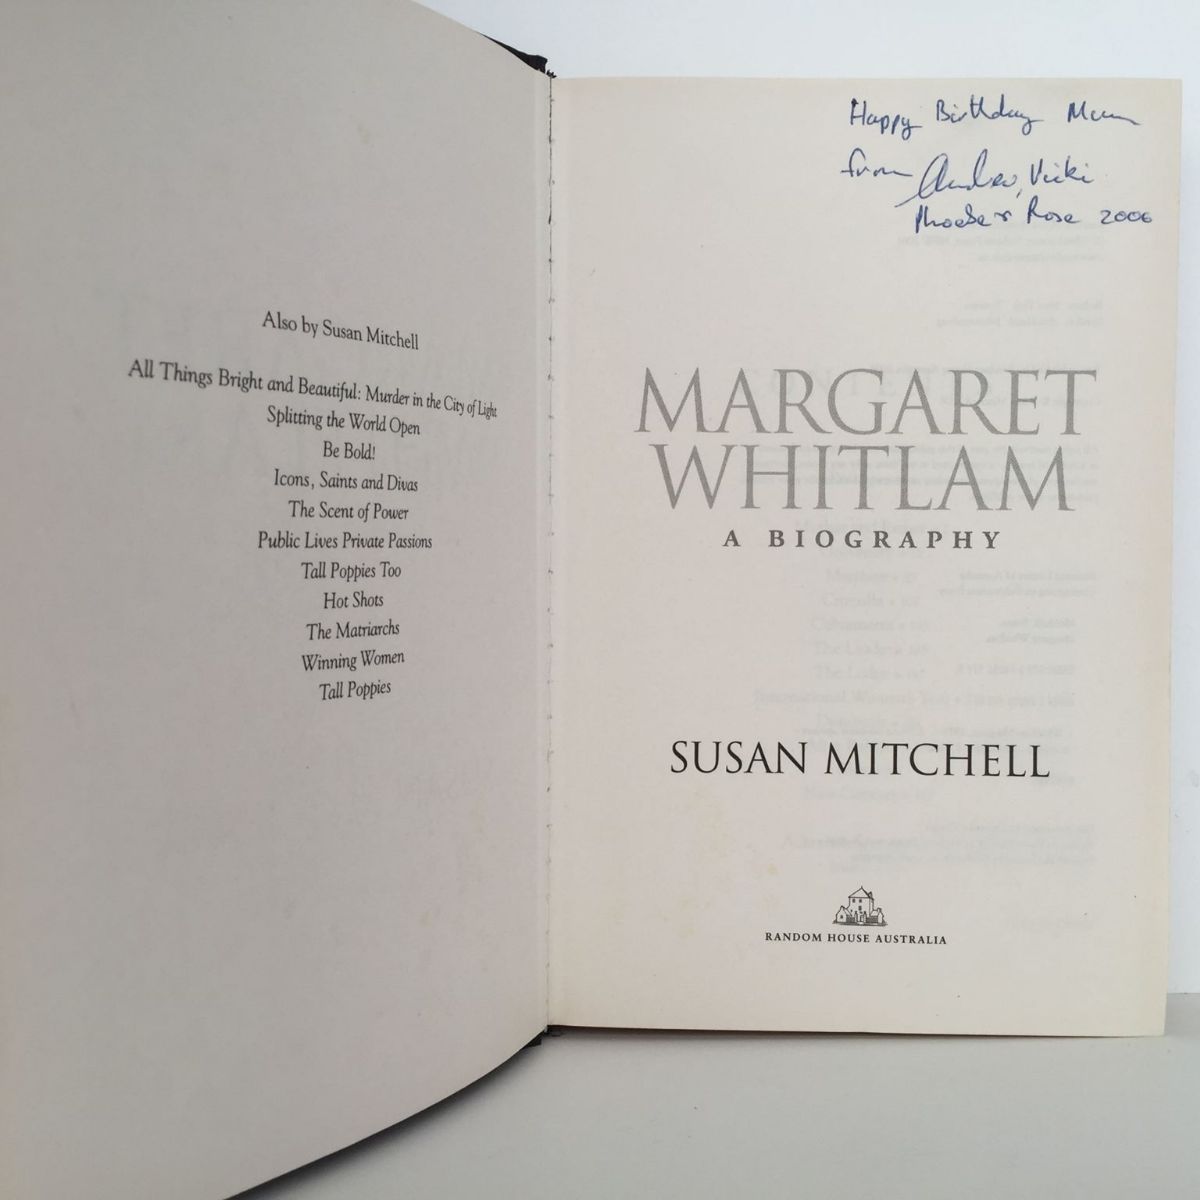 Also by Susan Mitchell
All Things Bright and Beautiful: Murder in the City of Light
Splitting the World Open
Be Bold!
Icons, Saints and Divas
The Scent of Power
Public Lives Private Passions
Tall Poppies Too
Hot Shots
The Matriarchs
Winning Women
Tall Poppies
Happy Birthday Mum
from Andrew, Vicki
Phoebe & Rose 2006
MARGARET
WHITLAM
A BIOGRAPHY
SUSAN MITCHELL
RANDOM HOUSE AUSTRALIA